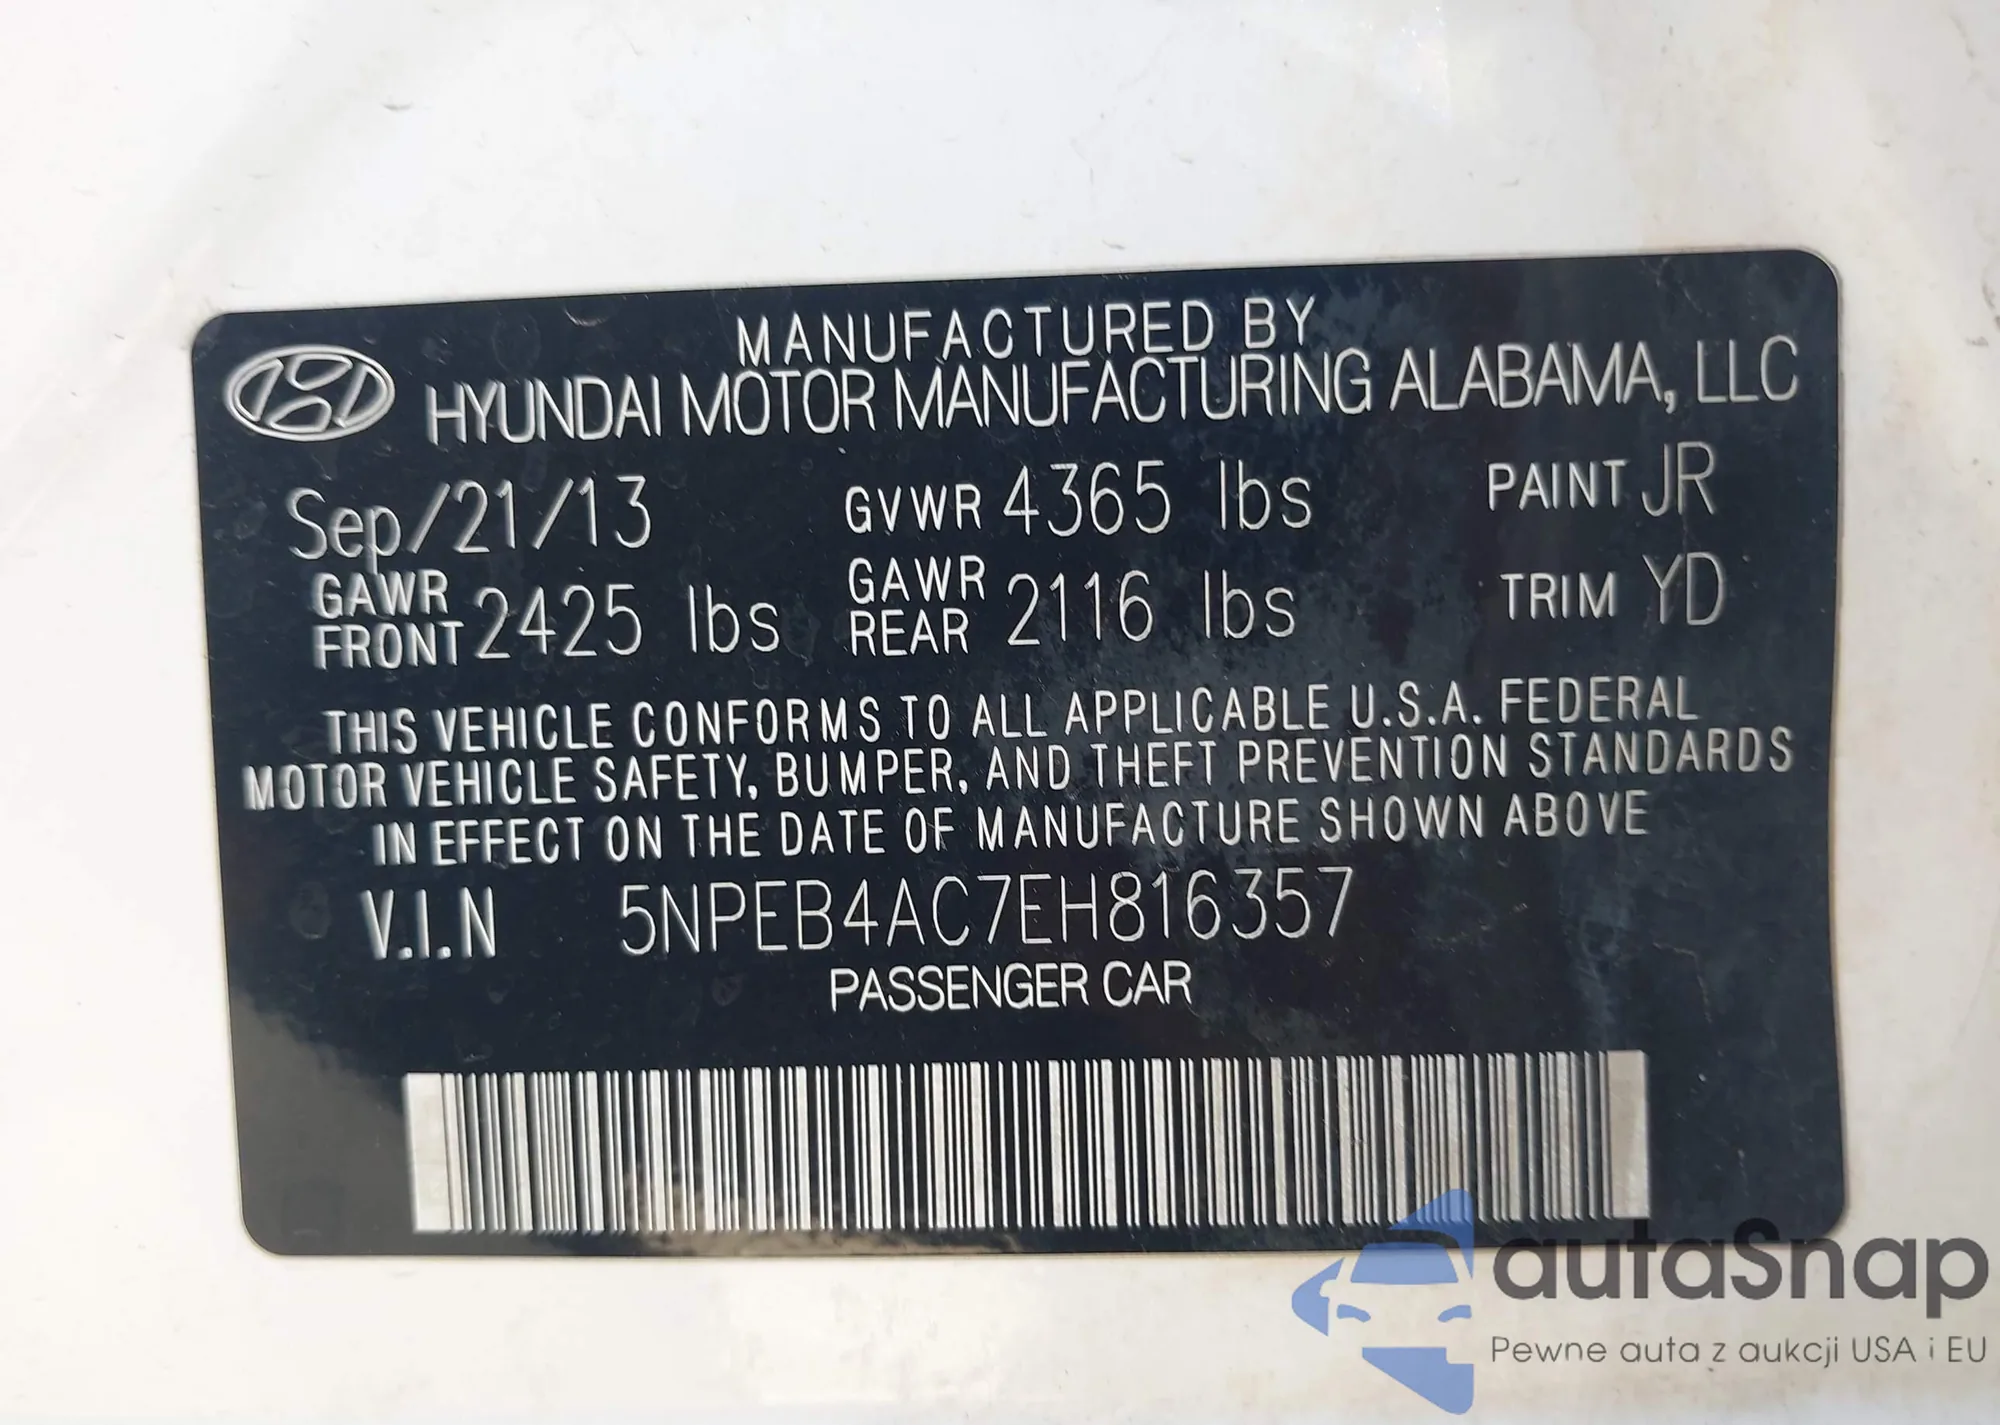 MANUFACTURED BY
HYUNDAI MOTOR MANUFACTURING ALABAMA, LLC
Sep/21/13 GVWR 4365 lbs PAINT JR
GAWR FRONT 2425 lbs GAWR REAR 2116 lbs TRIM YD
THIS VEHICLE CONFORMS TO ALL APPLICABLE U.S.A. FEDERAL
MOTOR VEHICLE SAFETY, BUMPER, AND THEFT PREVENTION STANDARDS
IN EFFECT ON THE DATE OF MANUFACTURE SHOWN ABOVE
V.I.N 5NPEB4AC7EH816357
PASSENGER CAR
autaSnap
Pewne auta z aukcji USA i EU